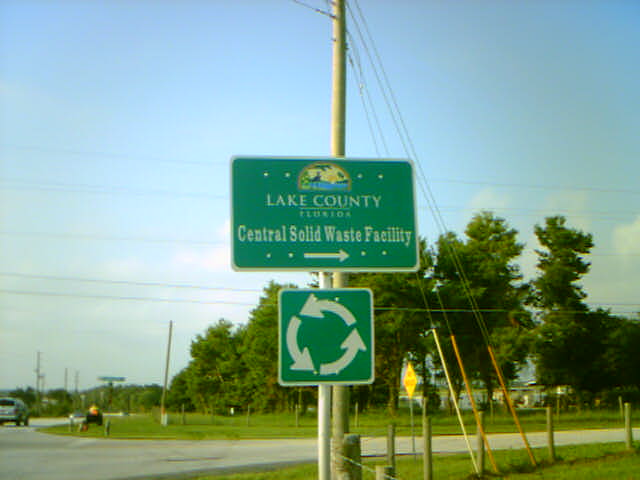 LAKE COUNTY
FLORIDA
Central Solid Waste Facility